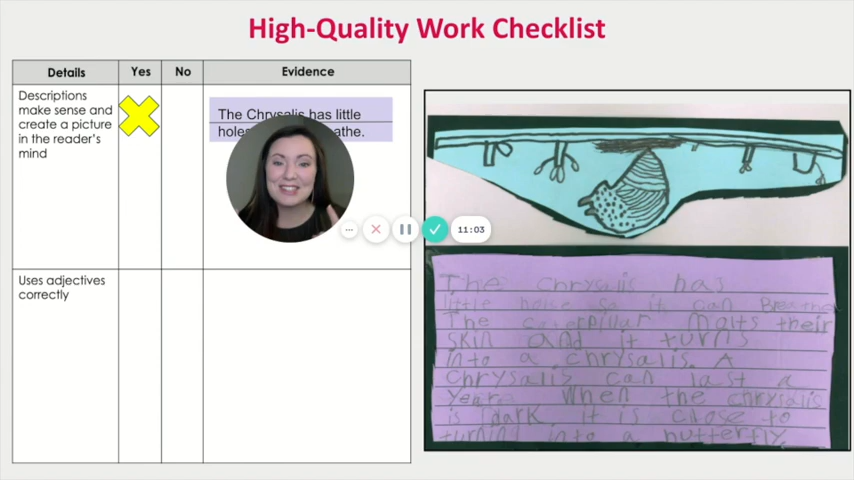 High-Quality Work Checklist
Details Yes No Evidence
Descriptions
make sense and
create a picture
in the reader's
mind
The Chrysalis has little
holes athe.
Uses adjectives
correctly
11:03
The Chrysalis has
little holse so it can Breathe
The caterpillar malts their
skin and it turns
into a chrysalis. A
Chrysalis can last a
year. When the chrysalis
is Dark it is close to
turning into a butterfly.